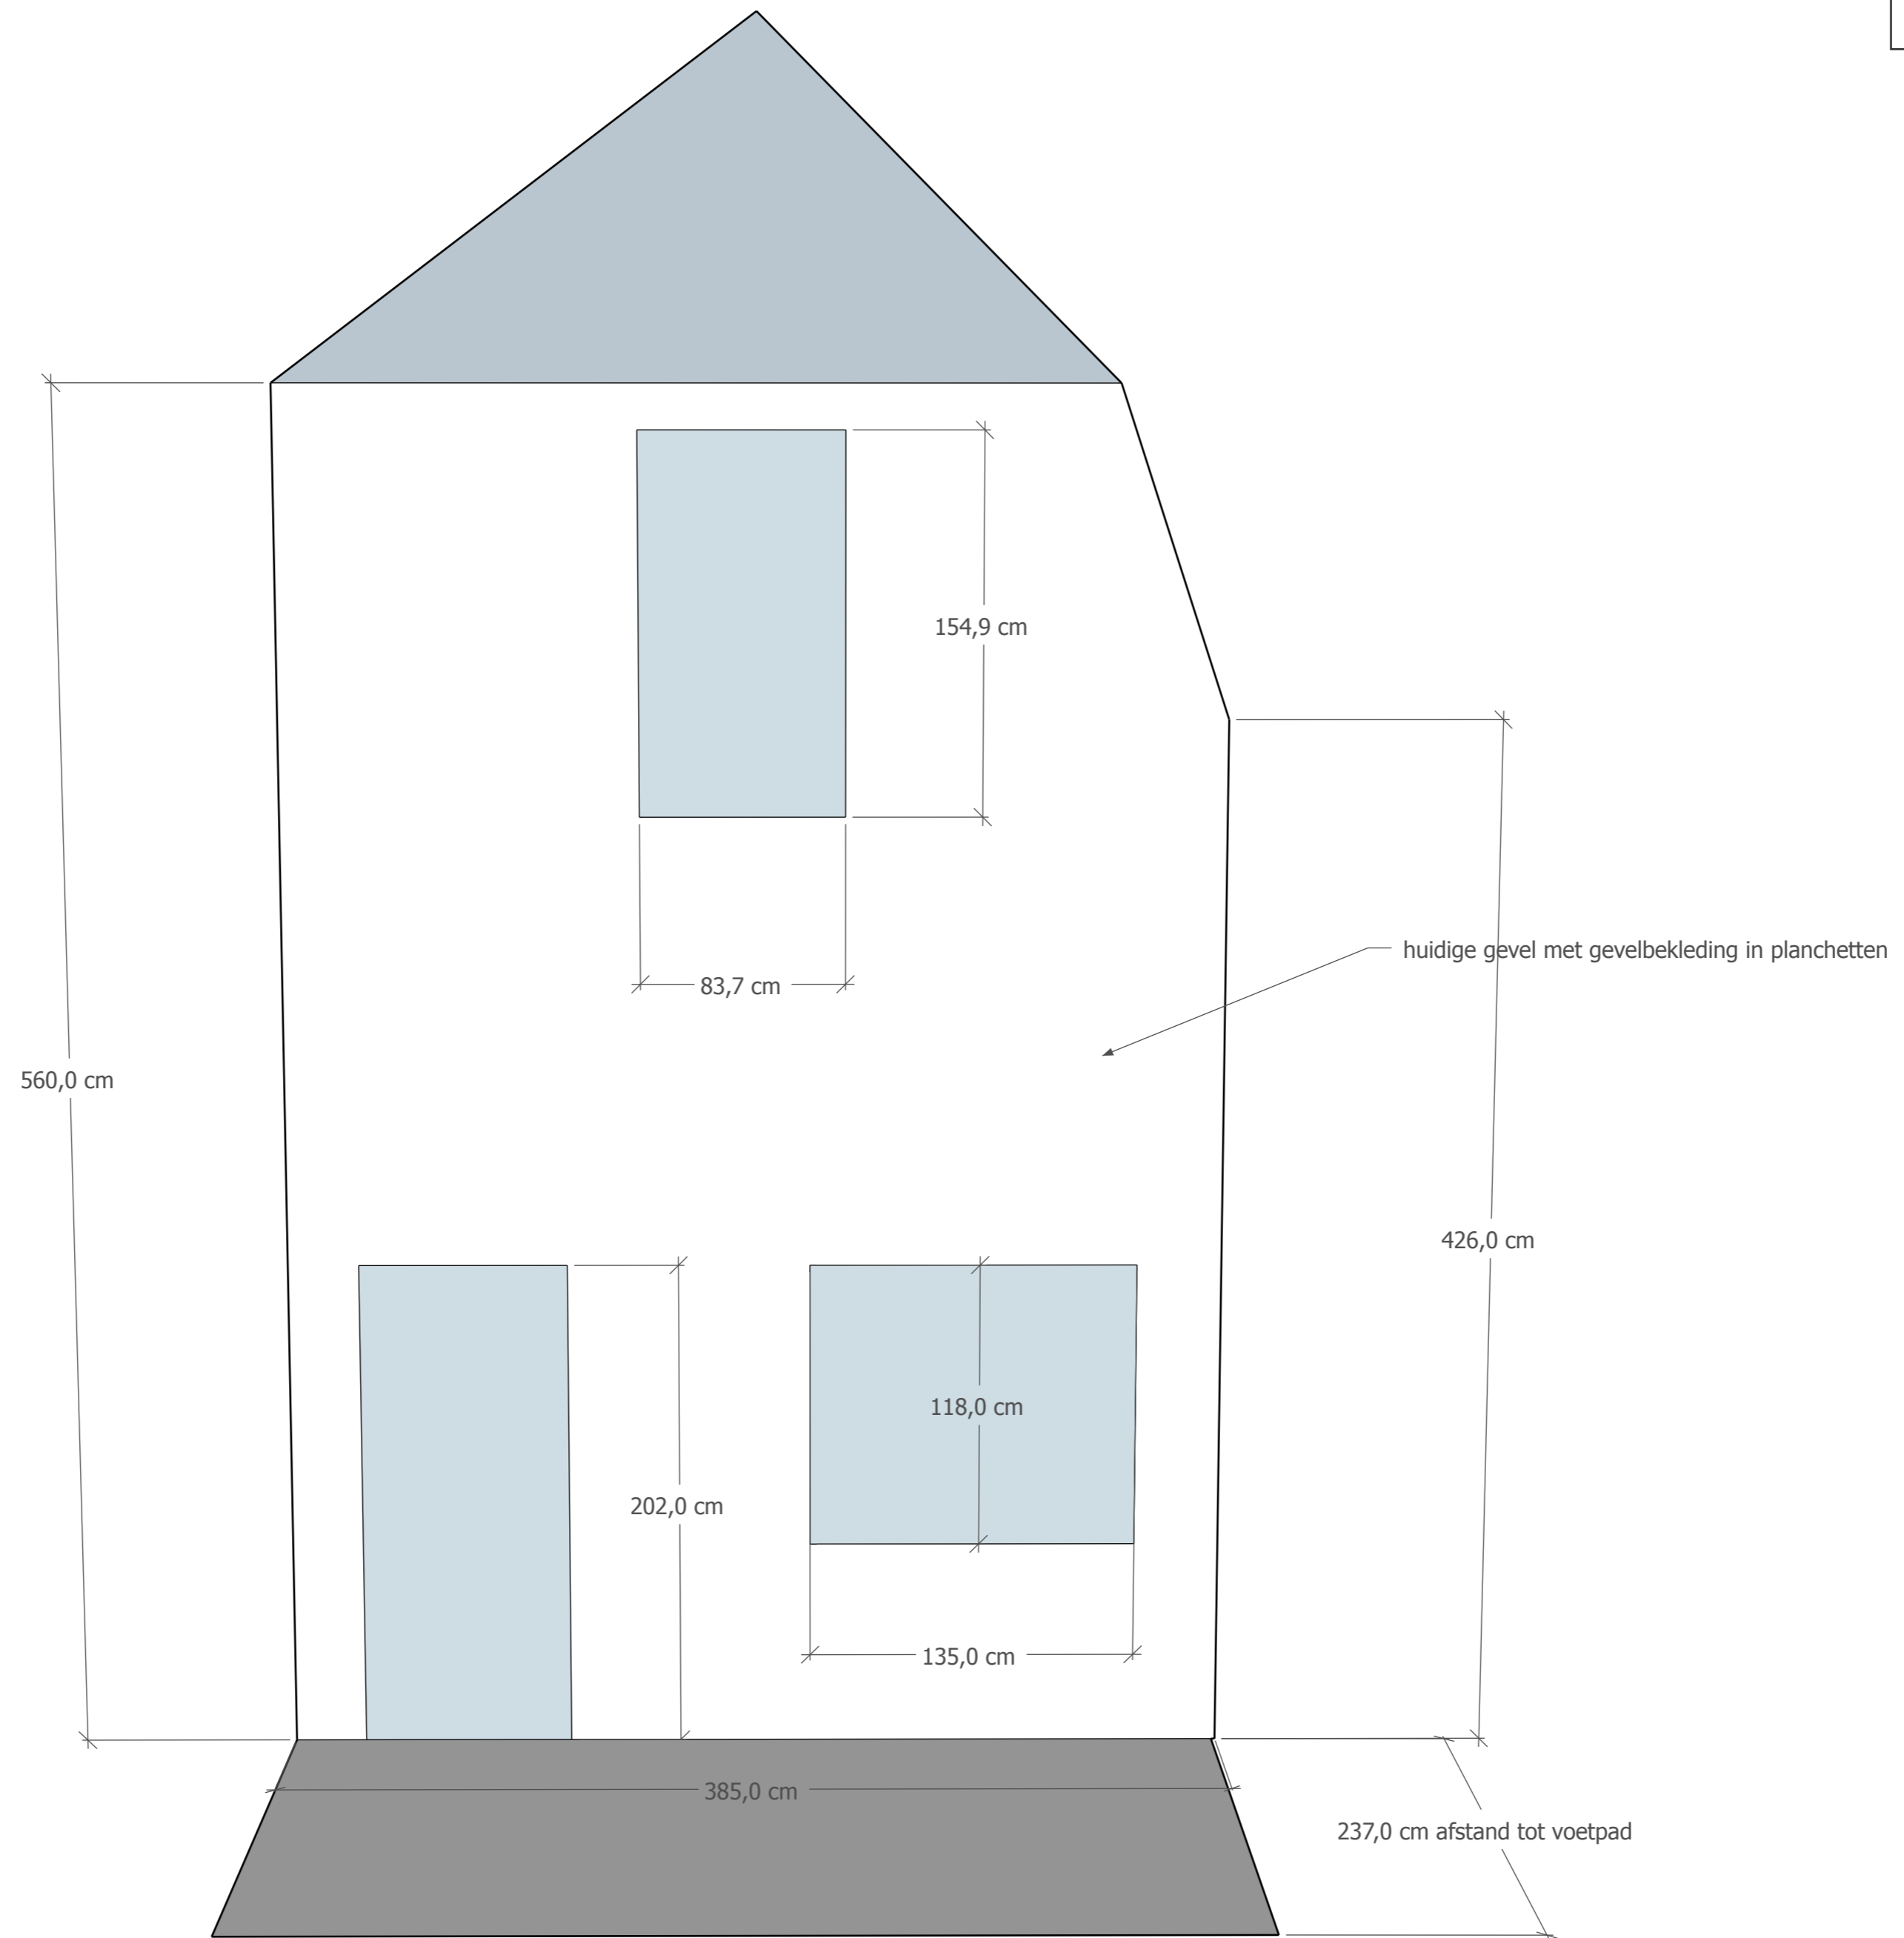 154,9 cm
huidige gevel met gevelbekleding in planchetten
83,7 cm
560,0 cm
426,0 cm
118,0 cm
202,0 cm
135,0 cm
385,0 cm
237,0 cm afstand tot voetpad